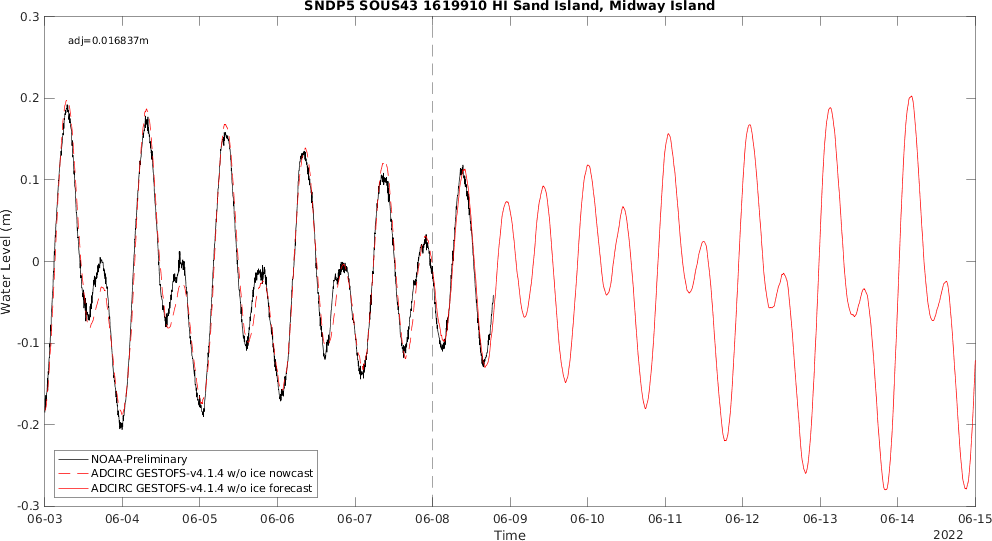 SNDP5 SOUS43 1619910 HI Sand Island, Midway Island
adj=0.016837m
0.3
0.2
0.1
0
-0.1
-0.2
-0.3
Water Level (m)
NOAA-Preliminary
ADCIRC GESTOFS-v4.1.4 w/o ice nowcast
ADCIRC GESTOFS-v4.1.4 w/o ice forecast
06-03 06-04 06-05 06-06 06-07 06-08 06-09 06-10 06-11 06-12 06-13 06-14 06-15
Time
2022